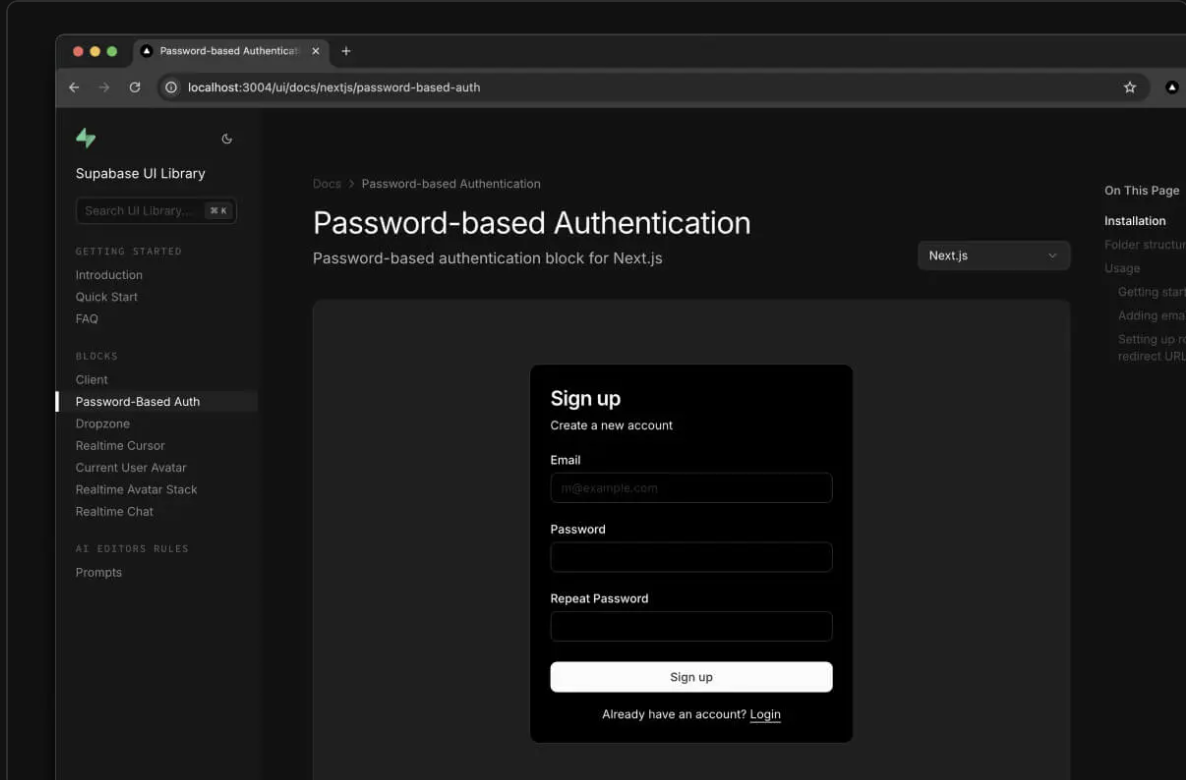 Password-based Authenticat
localhost:3004/ui/docs/nextjs/password-based-auth
Supabase UI Library
Search UI Library... ⌘ K
GETTING STARTED
Introduction
Quick Start
FAQ
BLOCKS
Client
Password-Based Auth
Dropzone
Realtime Cursor
Current User Avatar
Realtime Avatar Stack
Realtime Chat
AI EDITORS RULES
Prompts
Docs > Password-based Authentication
Password-based Authentication
Password-based authentication block for Next.js
Next.js
Sign up
Create a new account
Email
m@example.com
Password
Repeat Password
Sign up
Already have an account? Login
On This Page
Installation
Folder structur
Usage
Getting start
Adding ema
Setting up ro
redirect URL